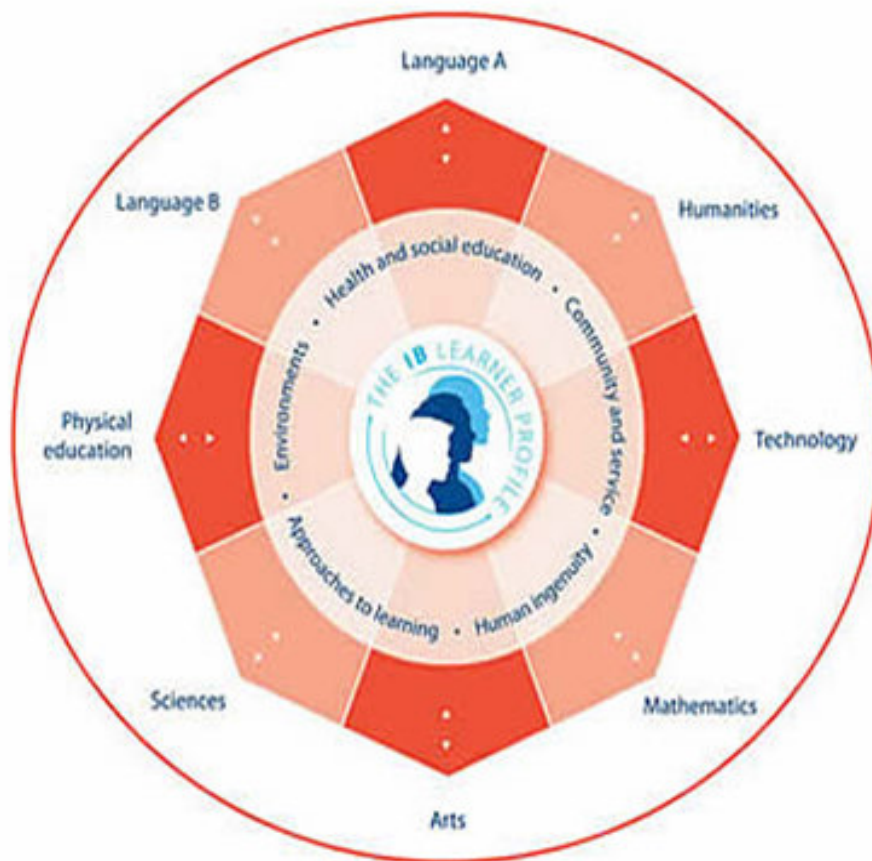 Language A
Humanities
Technology
Mathematics
Arts
Sciences
Physical
education
Language B
Health and social education • Community and service • Human ingenuity • Approaches to learning • Environments •
THE IB LEARNER PROFILE